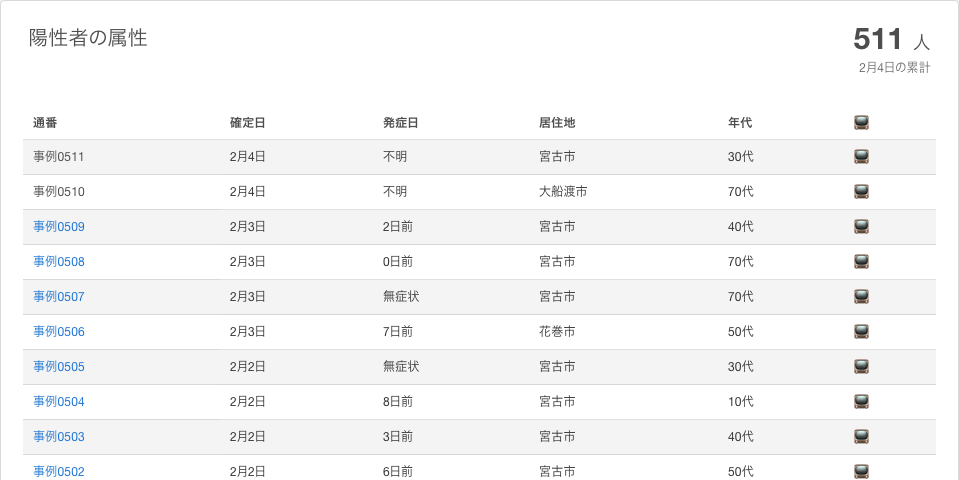 陽性者の属性
511 人
2月4日の累計
通番 確定日 発症日 居住地 年代
事例0511 2月4日 不明 宮古市 30代
事例0510 2月4日 不明 大船渡市 70代
事例0509 2月3日 2日前 宮古市 40代
事例0508 2月3日 0日前 宮古市 70代
事例0507 2月3日 無症状 宮古市 70代
事例0506 2月3日 7日前 花巻市 50代
事例0505 2月2日 無症状 宮古市 30代
事例0504 2月2日 8日前 宮古市 10代
事例0503 2月2日 3日前 宮古市 40代
事例0502 2月2日 6日前 宮古市 50代